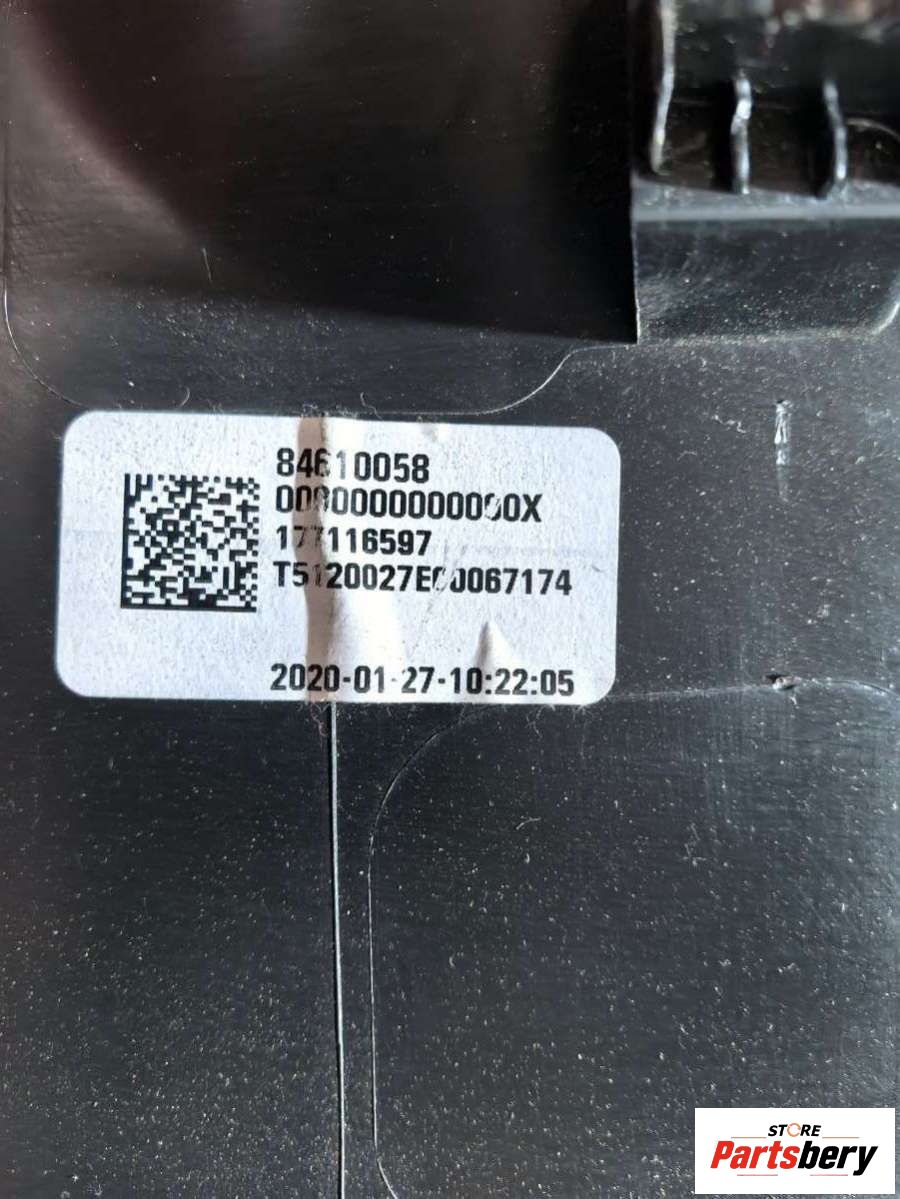 84610058
0000000000000X
177116597
T5120027E00067174
2020-01-27-10:22:05
STORE
Partsbery